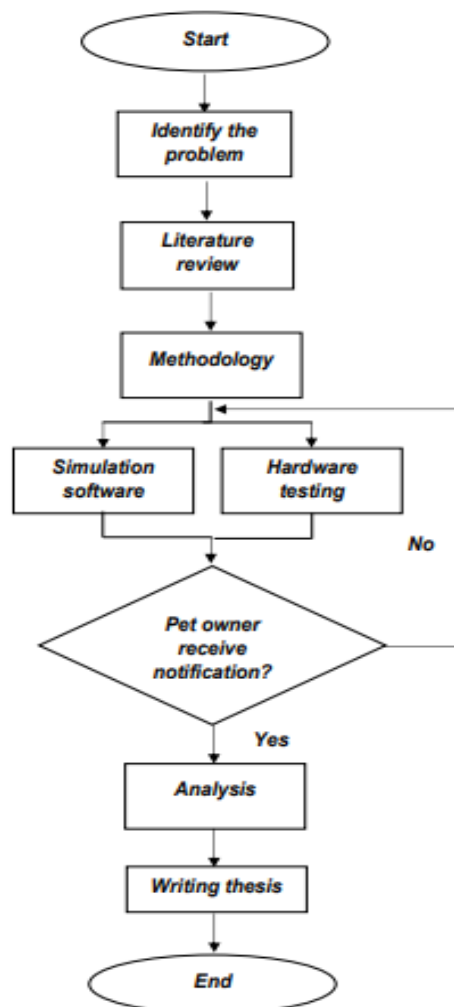 Start
Identify the
problem
Literature
review
Methodology
Simulation
software
Hardware
testing
No
Pet owner
receive
notification?
Yes
Analysis
Writing thesis
End